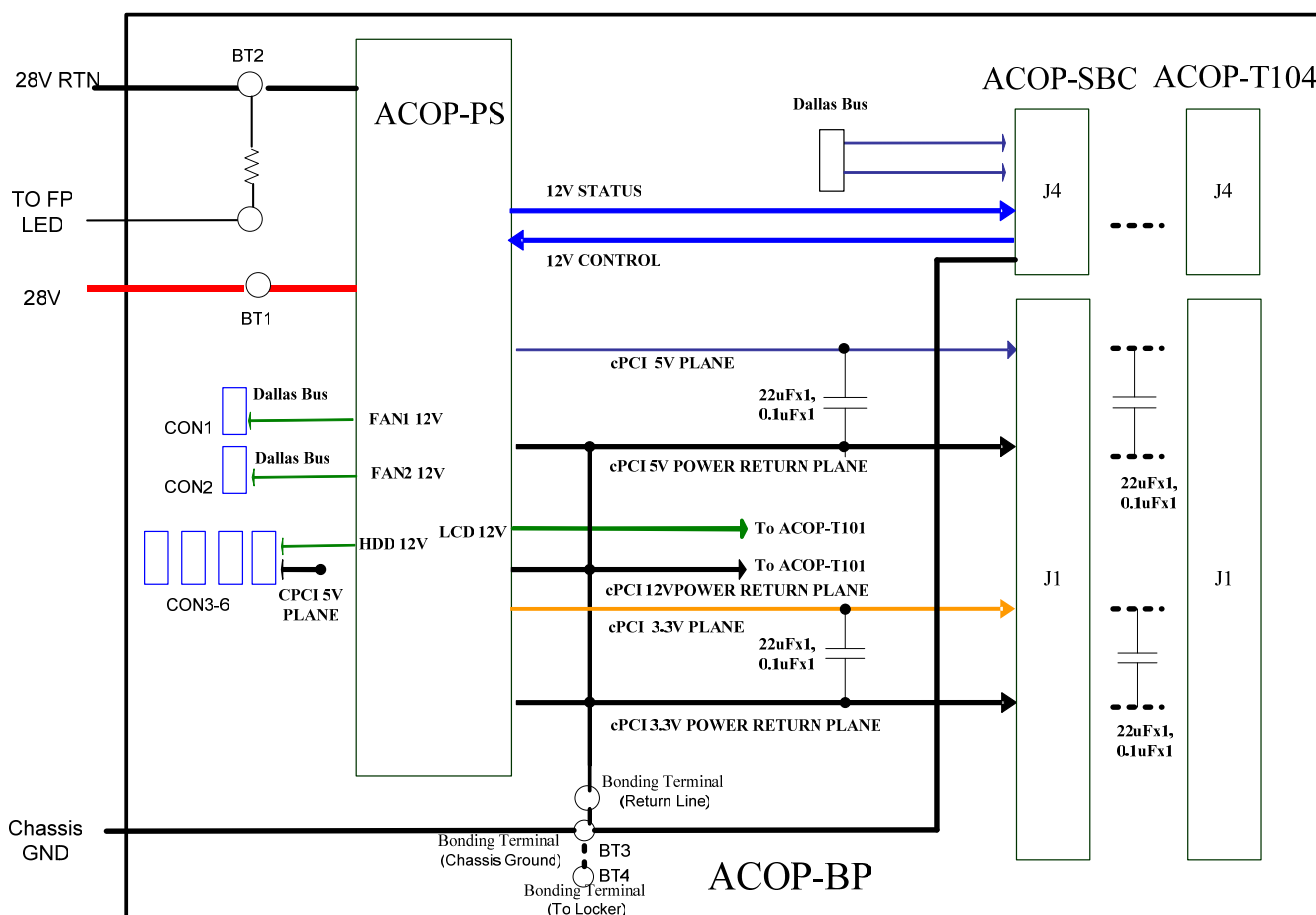 28V RTN
BT2
ACOP-PS
TO FP
LED
28V
BT1
Dallas Bus
ACOP-SBC
ACOP-T104
J4
J4
12V STATUS
12V CONTROL
cPCI 5V PLANE
22uFx1,
0.1uFx1
cPCI 5V POWER RETURN PLANE
22uFx1,
0.1uFx1
Dallas Bus
CON1
FAN1 12V
Dallas Bus
CON2
FAN2 12V
LCD 12V
To ACOP-T101
HDD 12V
To ACOP-T101
cPCI 12VPOWER RETURN PLANE
CPCI 5V
PLANE
CON3-6
J1
J1
cPCI 3.3V PLANE
22uFx1,
0.1uFx1
cPCI 3.3V POWER RETURN PLANE
22uFx1,
0.1uFx1
Bonding Terminal
(Return Line)
Chassis
GND
Bonding Terminal
(Chassis Ground)
BT3
BT4
Bonding Terminal
(To Locker)
ACOP-BP